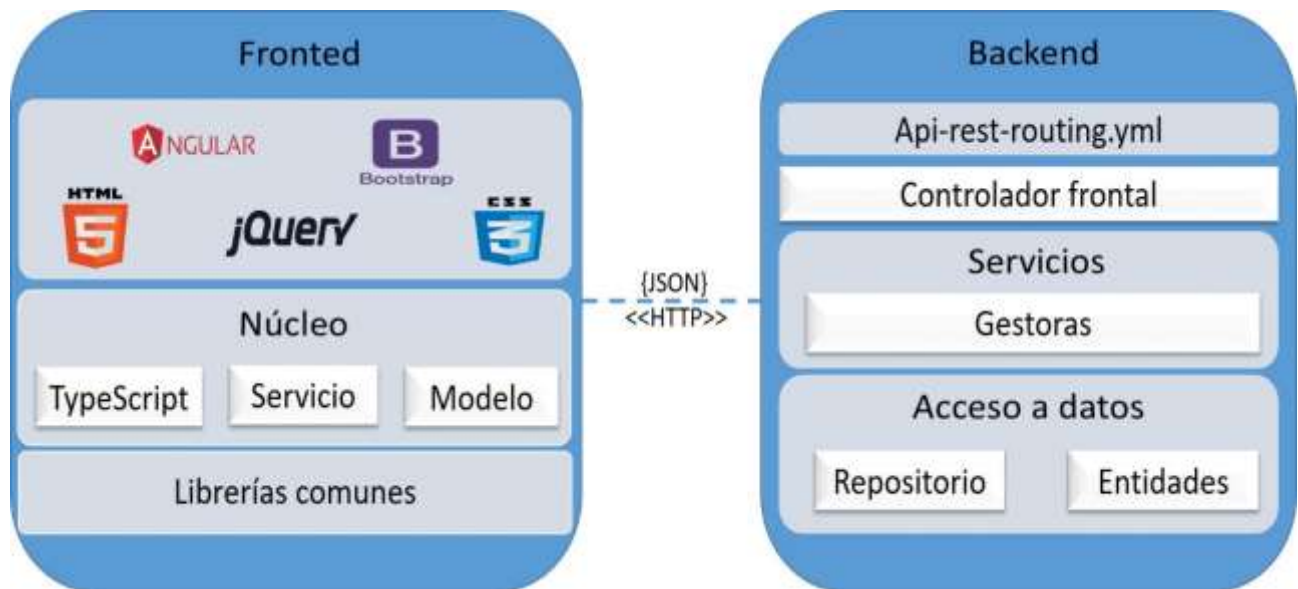 Fronted
ANGULAR
B
Bootstrap
HTML
5
jQuery
CSS
3
Núcleo
TypeScript
Servicio
Modelo
Librerías comunes
{JSON}
<<HTTP>>
Backend
Api-rest-routing.yml
Controlador frontal
Servicios
Gestoras
Acceso a datos
Repositorio
Entidades